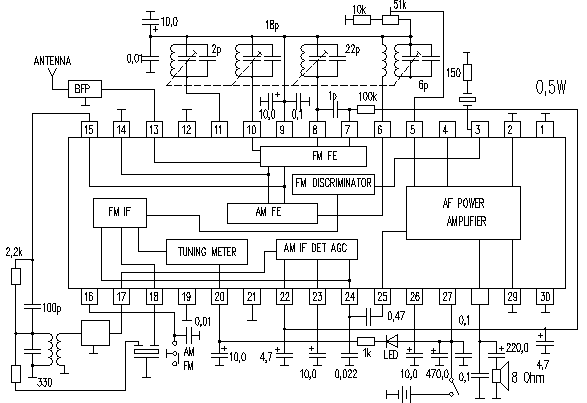 10k 51k
10,0 + 18p
2p 22p
ANTENNA 0,01 6p 150
BFP 0,5W
+ 1p 100k
10,0 0,1
15 14 13 12 11 10 9 8 7 6 5 4 3 2 1
FM FE
FM DISCRIMINATOR
FM IF AM FE AF POWER
AMPLIFIER
TUNING METER AM IF DET AGC
2,2k
16 17 18 19 20 21 22 23 24 25 26 27 29 30
100p
0,01 0,47 0,1
AM + + + 1k LED + + + 220,0 +
FM 10,0 4,7 10,0 0,022 10,0 470,0 0,1 8 Ohm 4,7
330